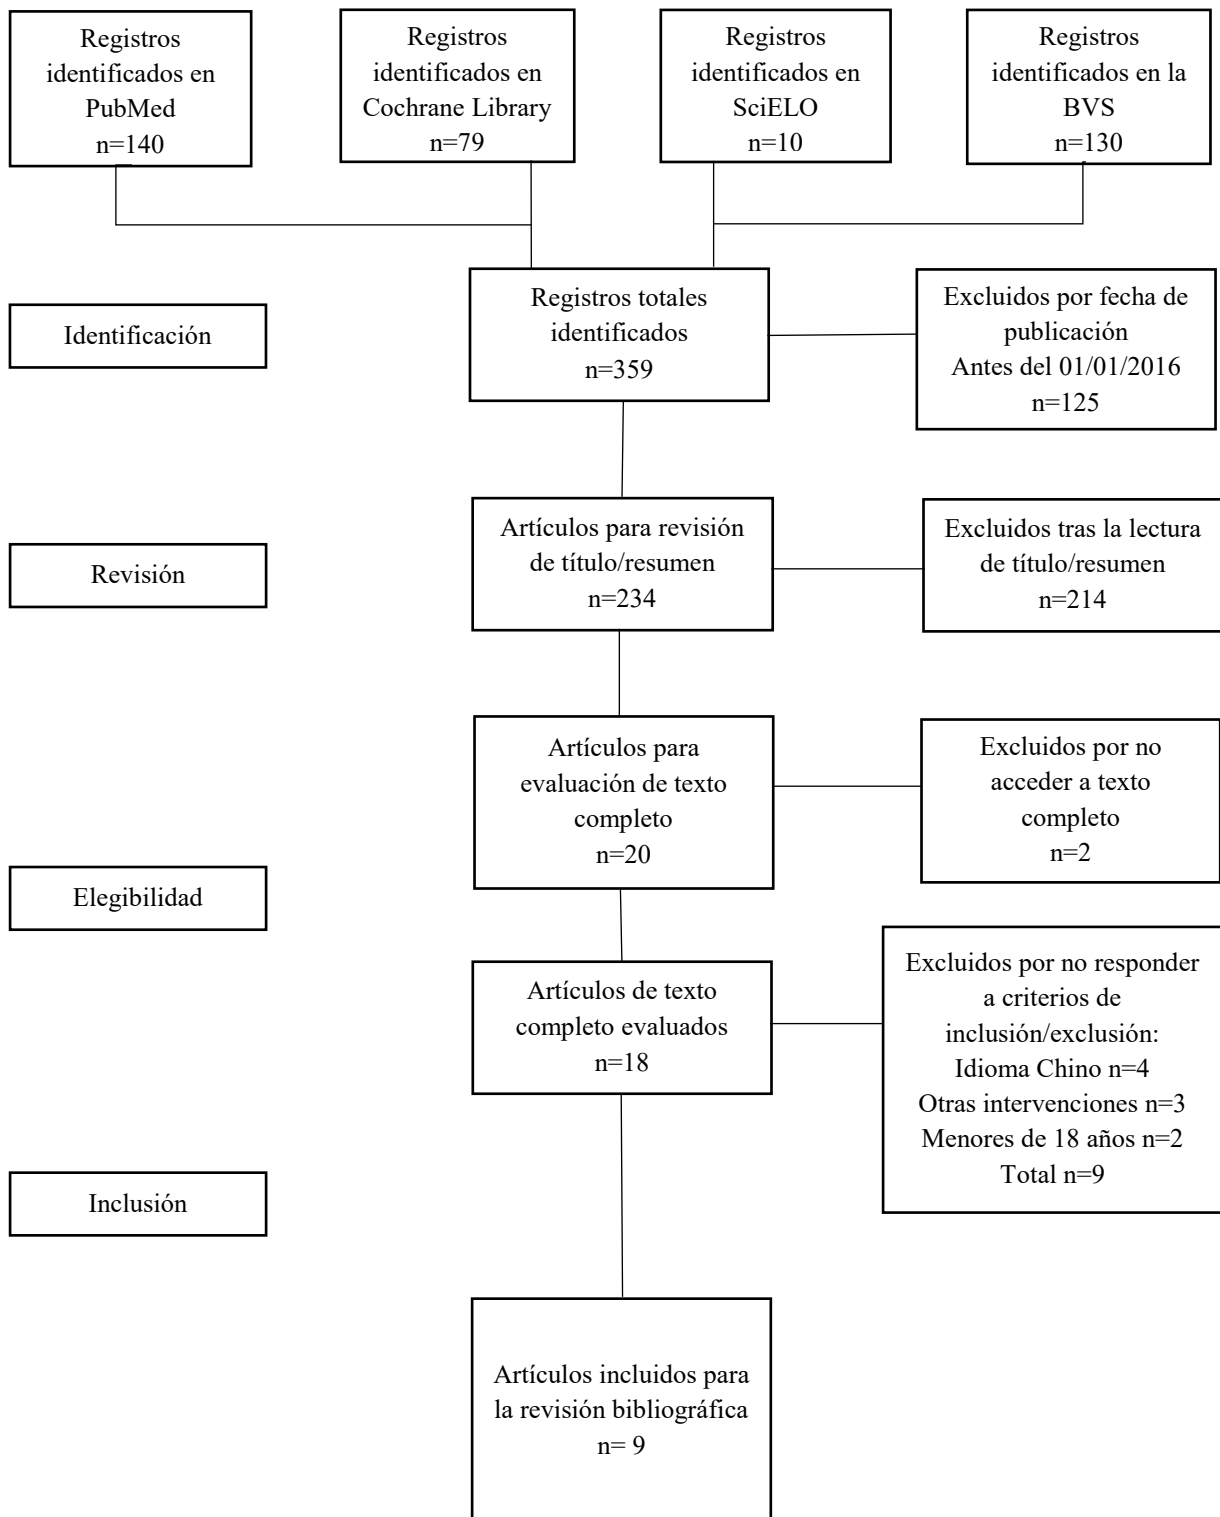 Registros
identificados en
PubMed
n=140
Registros
identificados en
Cochrane Library
n=79
Registros
identificados en
SciELO
n=10
Registros
identificados en la
BVS
n=130
Identificación
Registros totales
identificados
n=359
Excluidos por fecha de
publicación
Antes del 01/01/2016
n=125
Revisión
Artículos para revisión
de título/resumen
n=234
Excluidos tras la lectura
de título/resumen
n=214
Artículos para
evaluación de texto
completo
n=20
Excluidos por no
acceder a texto
completo
n=2
Elegibilidad
Artículos de texto
completo evaluados
n=18
Excluidos por no responder
a criterios de
inclusión/exclusión:
Idioma Chino n=4
Otras intervenciones n=3
Menores de 18 años n=2
Total n=9
Inclusión
Artículos incluidos para
la revisión bibliográfica
n= 9